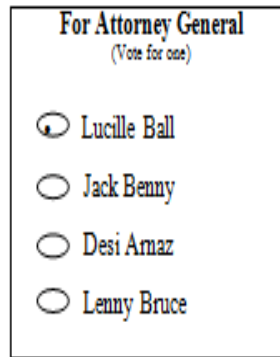 For Attorney General
(Vote for one)
Lucille Ball
Jack Benny
Desi Arnaz
Lenny Bruce